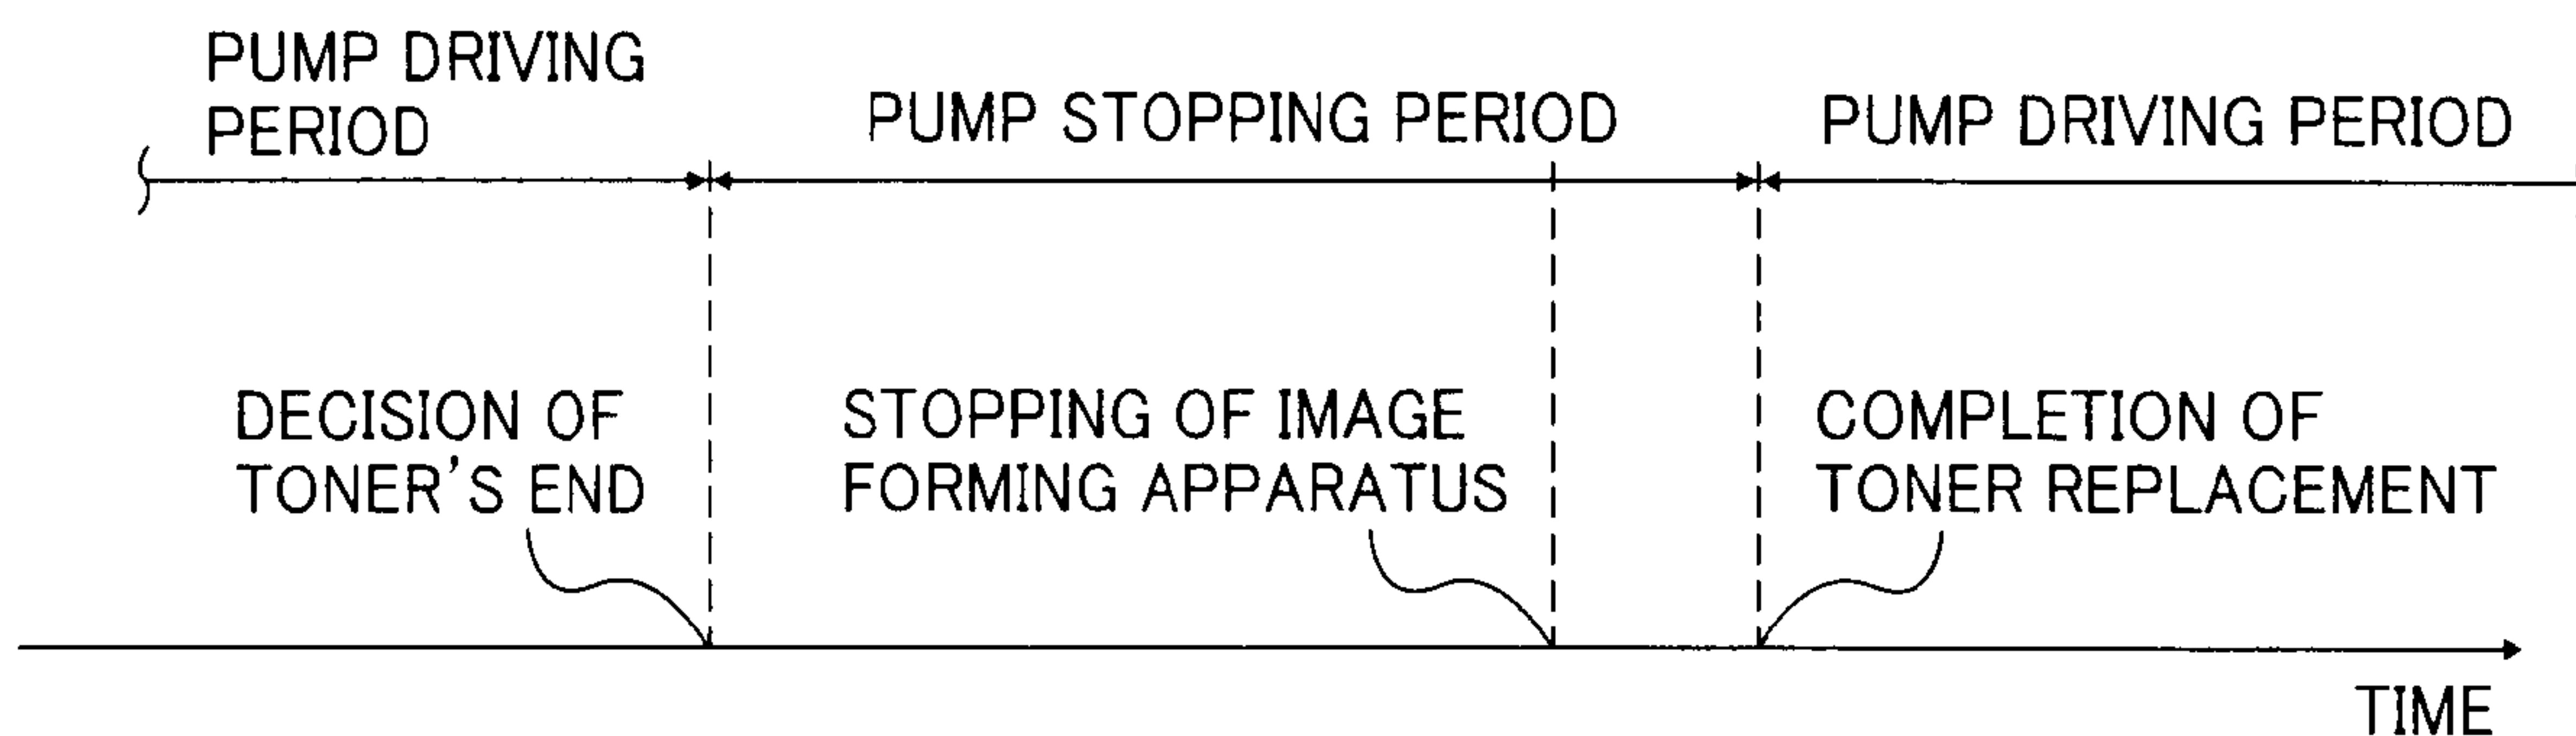 PUMP DRIVING
PERIOD
PUMP STOPPING PERIOD
PUMP DRIVING PERIOD
DECISION OF
TONER'S END
STOPPING OF IMAGE
FORMING APPARATUS
COMPLETION OF
TONER REPLACEMENT
TIME